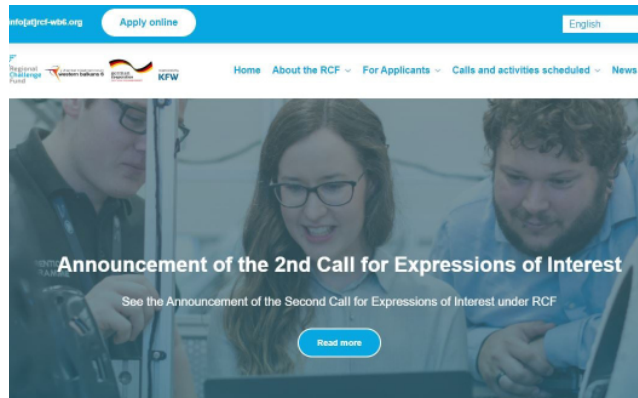 info[at]rcf-wb6.org
Apply online
English
Regional
Challenge
Fund
western balkans 6
KFW
Home About the RCF For Applicants Calls and activities scheduled News
Announcement of the 2nd Call for Expressions of Interest
See the Announcement of the Second Call for Expressions of Interest under RCF
Read more